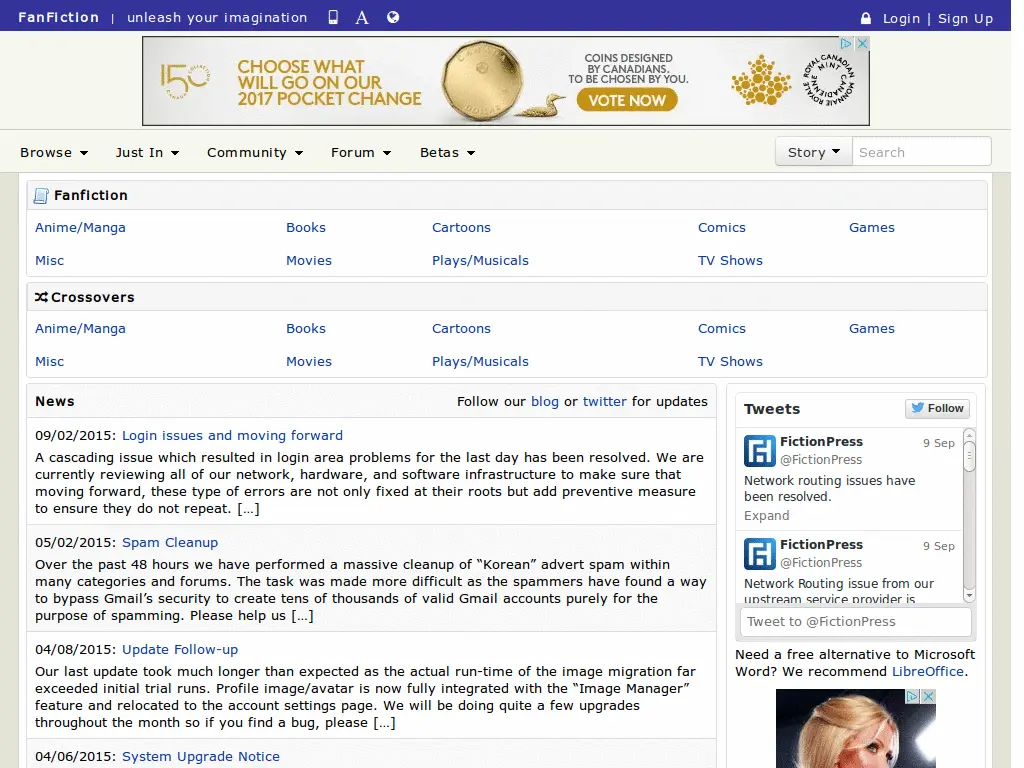 FanFiction | unleash your imagination A Login | Sign Up
150 CANADA
CHOOSE WHAT
WILL GO ON OUR
2017 POCKET CHANGE
COINS DESIGNED
BY CANADIANS.
TO BE CHOSEN BY YOU.
VOTE NOW
ROYAL CANADIAN MINT
MONNAIE ROYALE CANADIENNE
Browse Just In Community Forum Betas Story Search
Fanfiction
Anime/Manga Books Cartoons Comics Games
Misc Movies Plays/Musicals TV Shows
Crossovers
Anime/Manga Books Cartoons Comics Games
Misc Movies Plays/Musicals TV Shows
News Follow our blog or twitter for updates
09/02/2015: Login issues and moving forward
A cascading issue which resulted in login area problems for the last day has been resolved. We are
currently reviewing all of our network, hardware, and software infrastructure to make sure that
moving forward, these type of errors are not only fixed at their roots but add preventive measure
to ensure they do not repeat. [...]
05/02/2015: Spam Cleanup
Over the past 48 hours we have performed a massive cleanup of “Korean” advert spam within
many categories and forums. The task was made more difficult as the spammers have found a way
to bypass Gmail’s security to create tens of thousands of valid Gmail accounts purely for the
purpose of spamming. Please help us [...]
04/08/2015: Update Follow-up
Our last update took much longer than expected as the actual run-time of the image migration far
exceeded initial trial runs. Profile image/avatar is now fully integrated with the “Image Manager”
feature and relocated to the account settings page. We will be doing quite a few upgrades
throughout the month so if you find a bug, please [...]
04/06/2015: System Upgrade Notice
Tweets Follow
FictionPress 9 Sep
@FictionPress
Network routing issues have
been resolved.
Expand
FictionPress 9 Sep
@FictionPress
Network Routing issue from our
upstream service provider is
Tweet to @FictionPress
Need a free alternative to Microsoft
Word? We recommend LibreOffice.